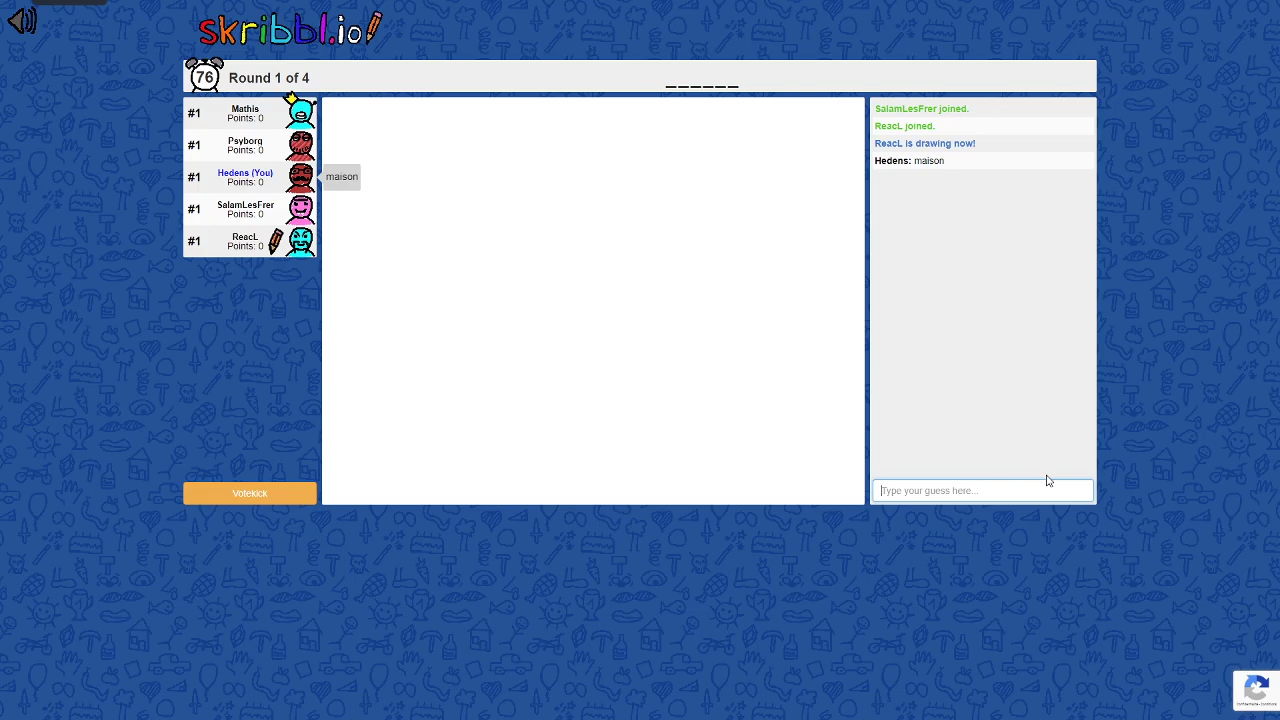 skribbl.io
76
Round 1 of 4
______
#1
Mathis
Points: 0
#1
Psyborg
Points: 0
#1
Hedens (You)
Points: 0
maison
#1
SalamLesFrer
Points: 0
#1
ReacL
Points: 0
Votekick
SalamLesFrer joined.
ReacL joined.
ReacL is drawing now!
Hedens: maison
Type your guess here...